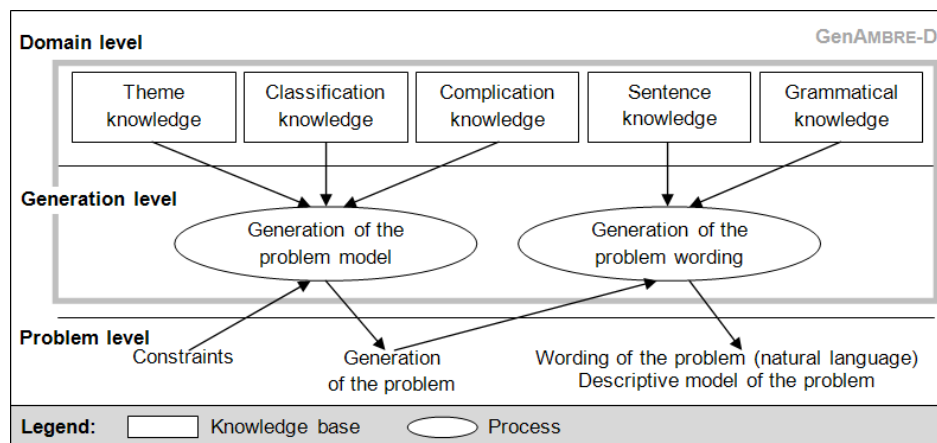 Domain level
GenAMBRE-D
Theme knowledge
Classification knowledge
Complication knowledge
Sentence knowledge
Grammatical knowledge
Generation level
Generation of the
problem model
Generation of the
problem wording
Problem level
Constraints
Generation
of the problem
Wording of the problem (natural language)
Descriptive model of the problem
Legend: Knowledge base Process